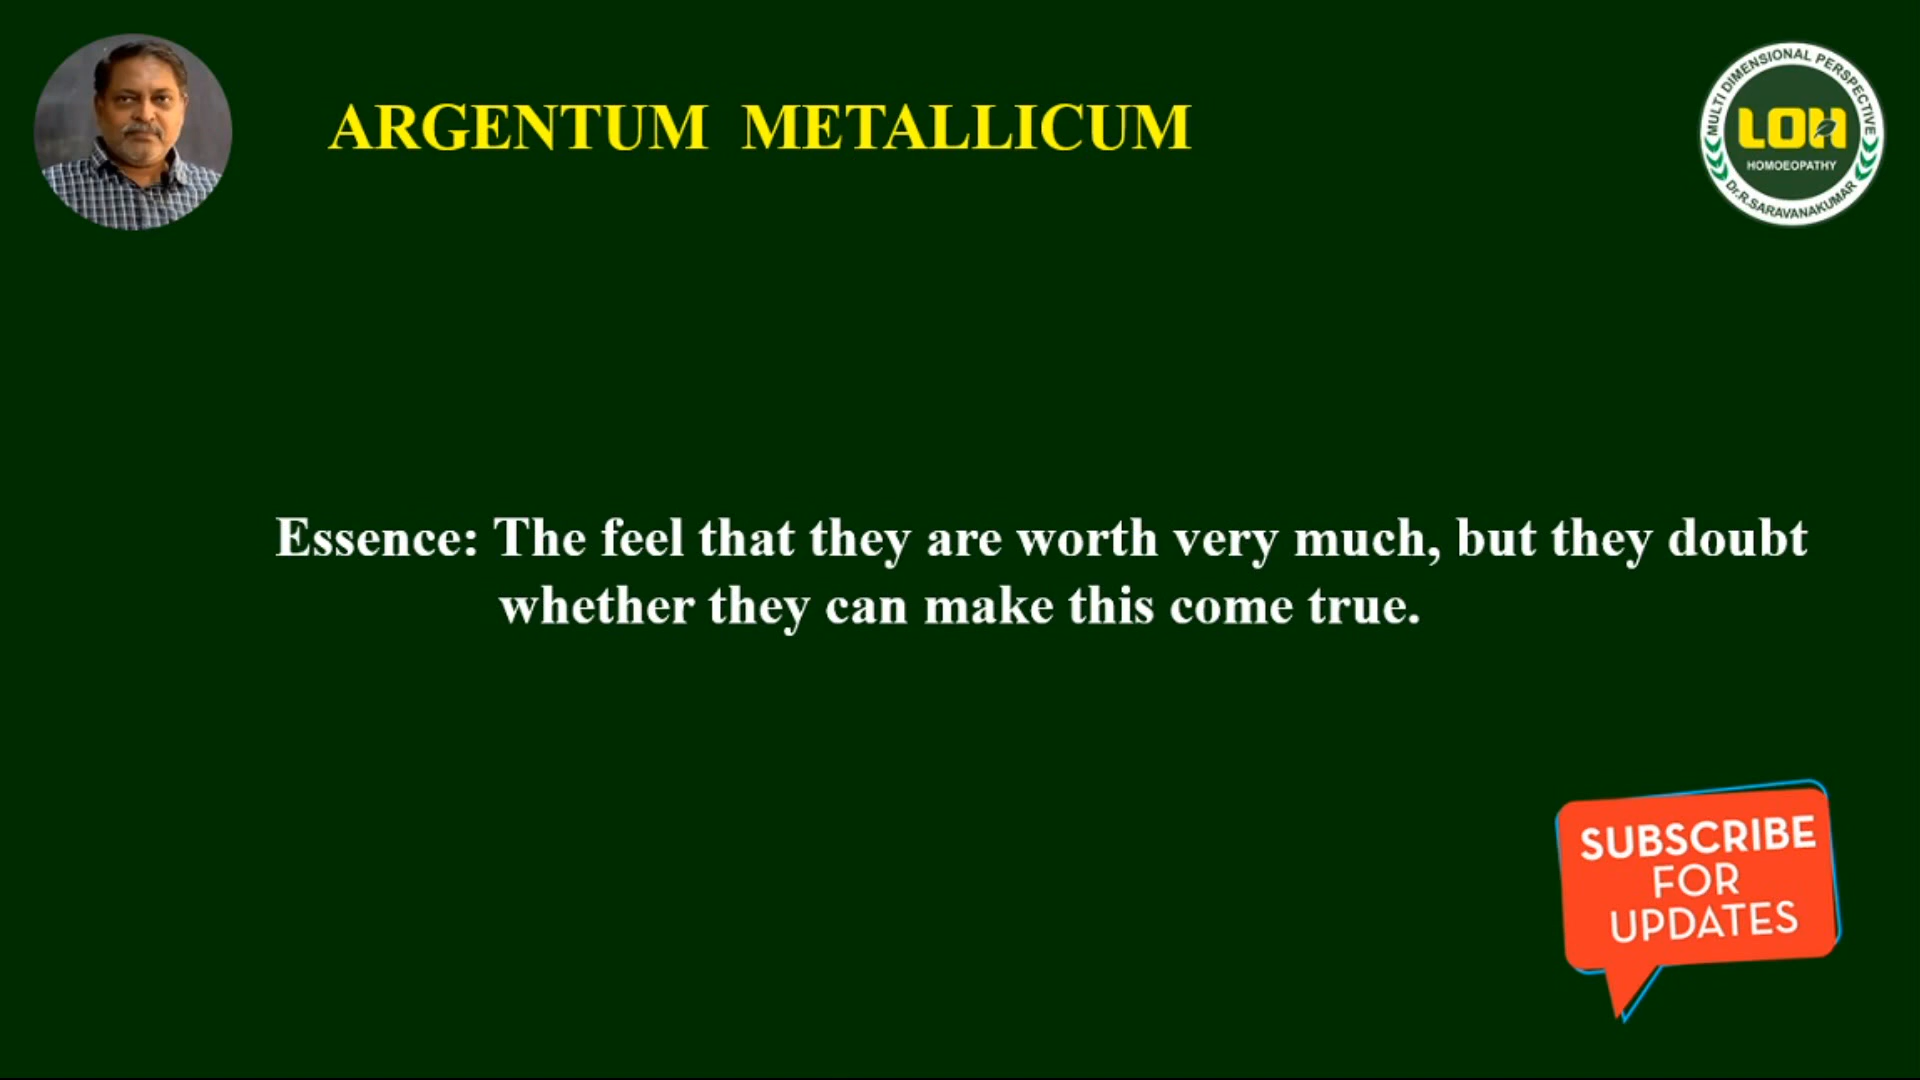 ARGENTUM METALLICUM
MULTI DIMENSIONAL PERSPECTIVE
LOH
HOMOEOPATHY
Dr.R.SARAVANAKUMAR
Essence: The feel that they are worth very much, but they doubt
whether they can make this come true.
SUBSCRIBE
FOR
UPDATES